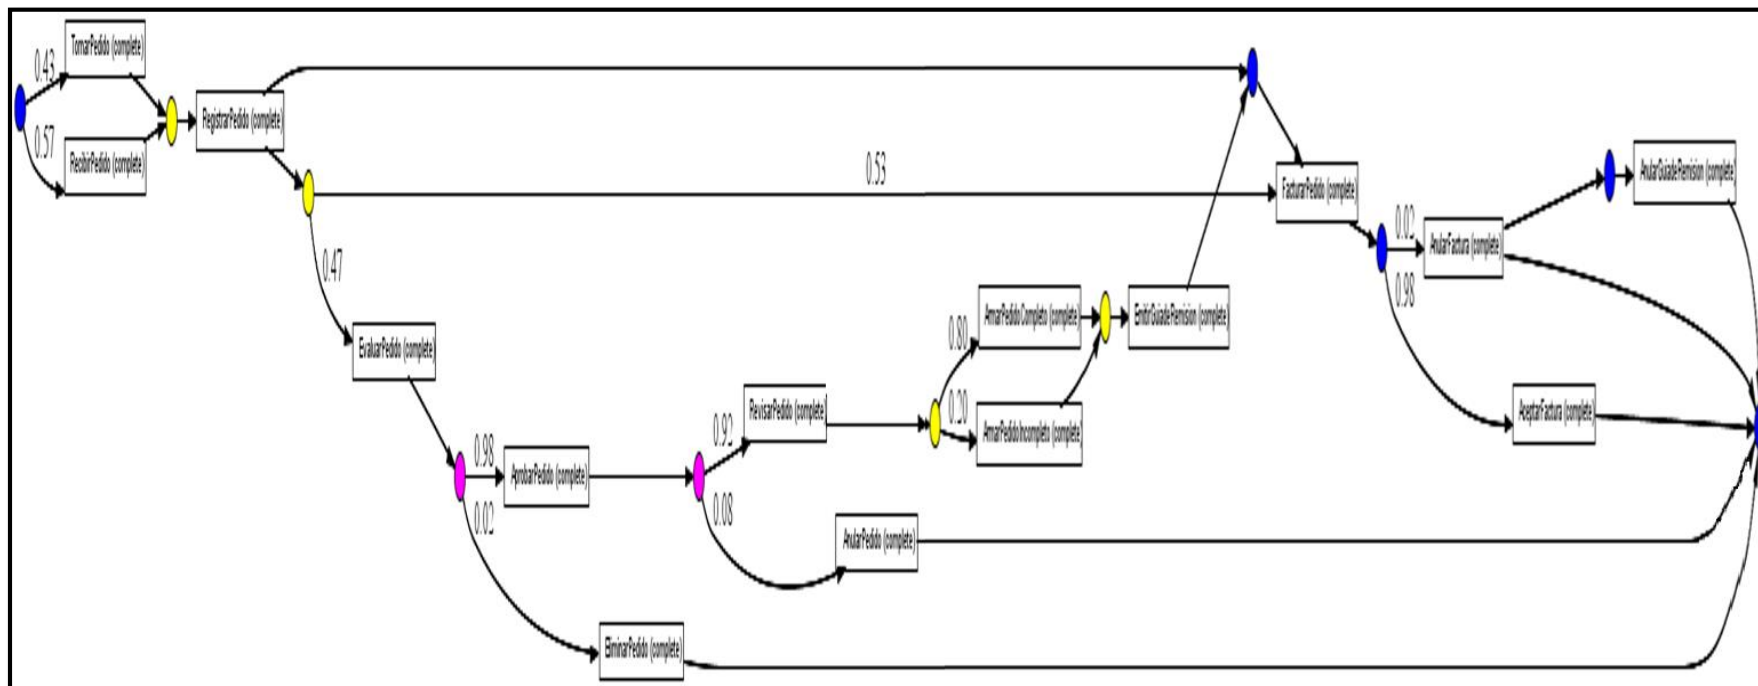 0.43
TomarPedido (complete)
0.57
RecibirPedido (complete)
RegistrarPedido (complete)
0.53
0.47
FacturarPedido (complete)
AnularGuiadeRemision (complete)
0.02
AnularFactura (complete)
0.98
EvaluarPedido (complete)
ArmarPedidoCompleto (complete)
EmitirGuiadeRemision (complete)
0.80
0.20
ArmarPedidoIncompleto (complete)
RevisarPedido (complete)
AceptarFactura (complete)
0.92
0.98
AprobarPedido (complete)
0.02
0.08
AnularPedido (complete)
EliminarPedido (complete)